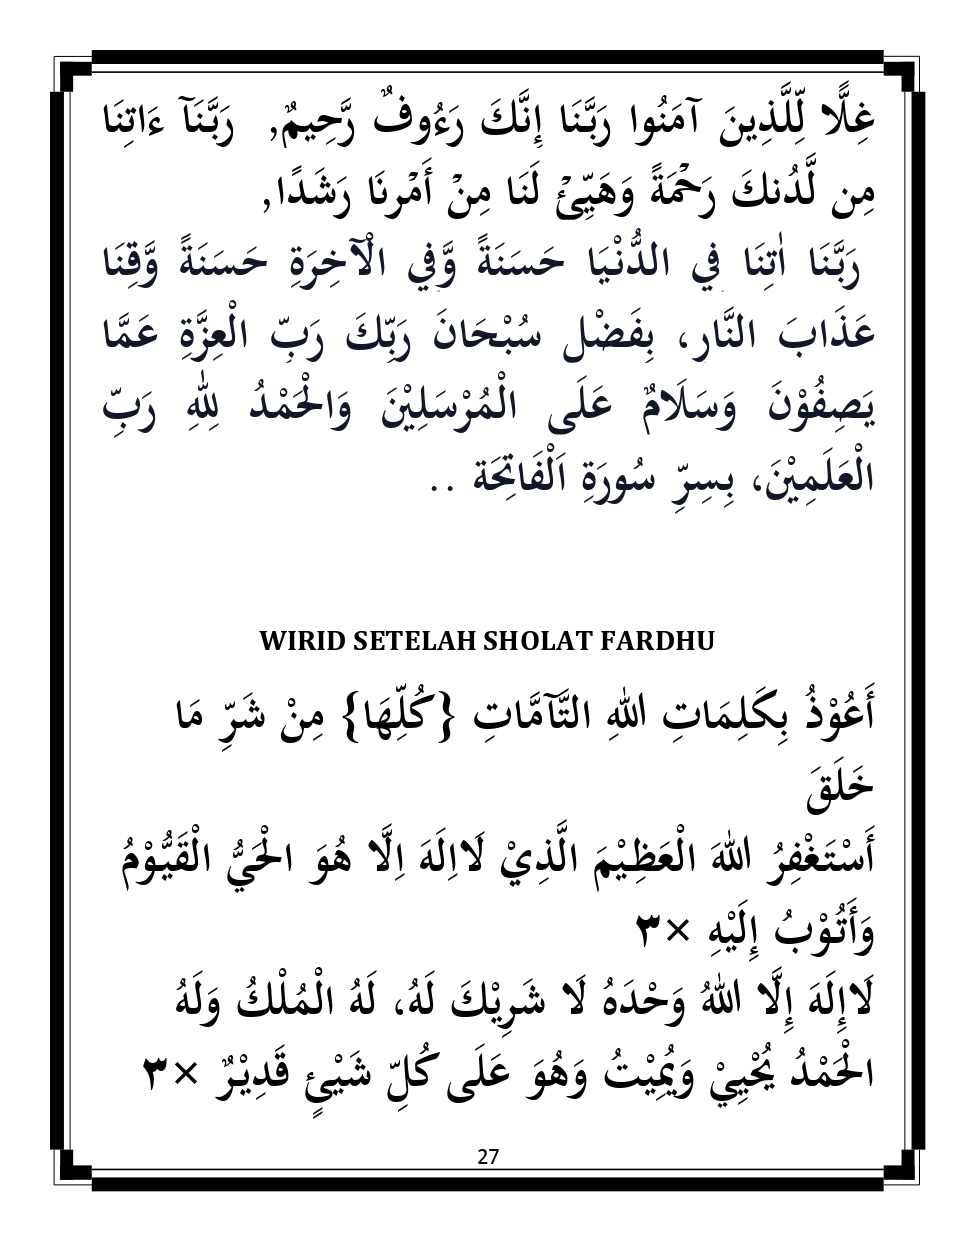 غِلًّا لِّلَّذِينَ آمَنُوا رَبَّنَا إِنَّكَ رَءُوفٌ رَّحِيمٌ, رَبَّنَآ ءَاتِنَا
مِن لَّدُنكَ رَحْمَةً وَهَيِّئْ لَنَا مِنْ أَمْرِنَا رَشَدًا,
رَبَّنَا اٰتِنَا فِي الدُّنْيَا حَسَنَةً وَّفِي الْآخِرَةِ حَسَنَةً وَّقِنَا
عَذَابَ النَّارِ، بِفَضْلِ سُبْحَانَ رَبِّكَ رَبِّ الْعِزَّةِ عَمَّا
يَصِفُوْنَ وَسَلَامٌ عَلَى الْمُرْسَلِيْنَ وَالْحَمْدُ لِلّٰهِ رَبِّ
الْعَلَمِيْنَ، بِسِرِّ سُورَةِ اَلْفَاتِحَة ..
WIRID SETELAH SHOLAT FARDHU
أَعُوْذُ بِكَلِمَاتِ اللهِ التَّآمَّاتِ {كُلِّهَا} مِنْ شَرِّ مَا
خَلَقَ
أَسْتَغْفِرُ اللهَ الْعَظِيْمَ الَّذِيْ لَااِلَهَ اِلَّا هُوَ الْحَيُّ الْقَيُّوْمُ
وَأَتُوْبُ إِلَيْهِ ×٣
لَاإِلَهَ إِلَّا اللهُ وَحْدَهُ لَا شَرِيْكَ لَهُ، لَهُ الْمُلْكُ وَلَهُ
الْحَمْدُ يُحْيِيْ وَيُمِيْتُ وَهُوَ عَلَى كُلِّ شَيْئٍ قَدِيْرٌ ×٣
27